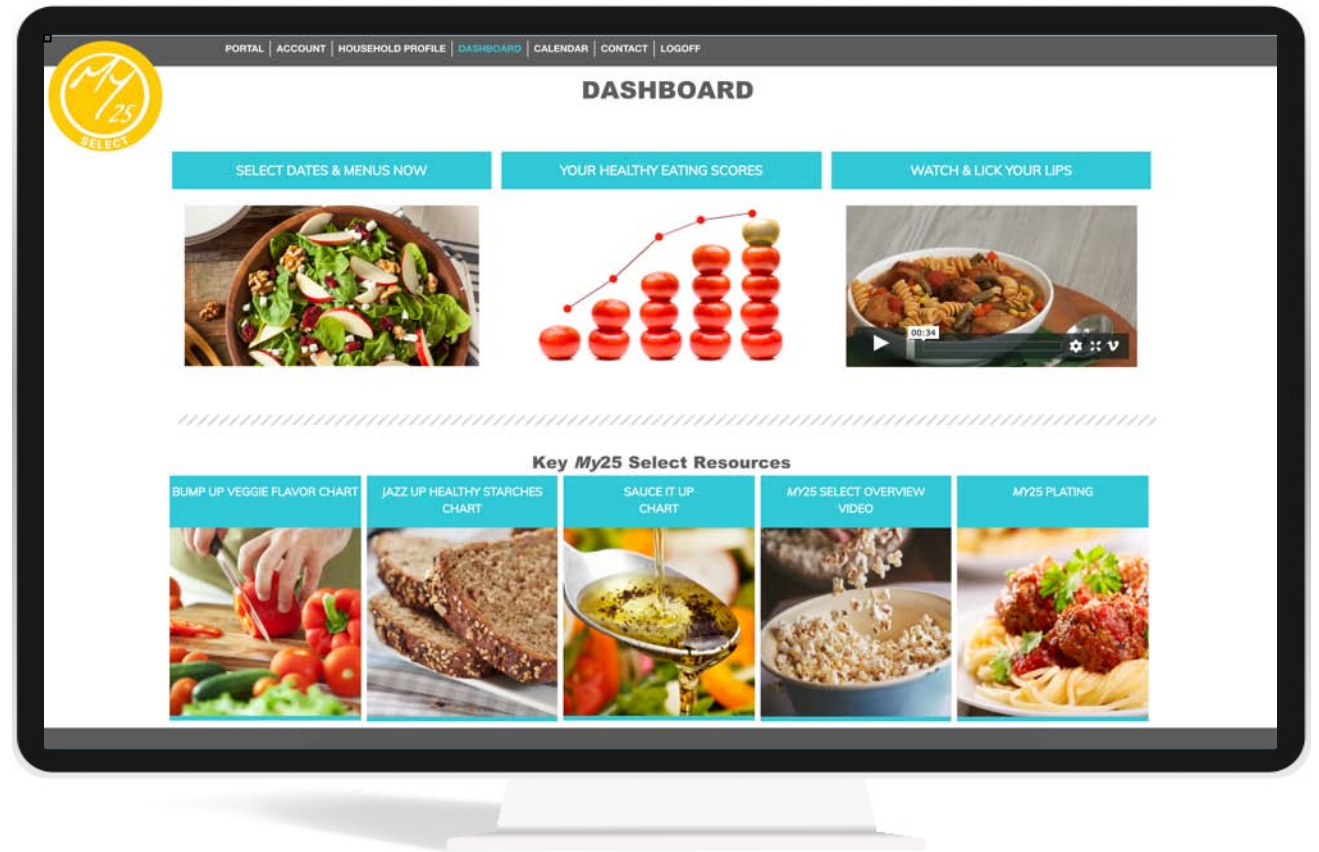 PORTAL | ACCOUNT | HOUSEHOLD PROFILE | DASHBOARD | CALENDAR | CONTACT | LOGOFF
My
25
SELECT
DASHBOARD
SELECT DATES & MENUS NOW
YOUR HEALTHY EATING SCORES
WATCH & LICK YOUR LIPS
00:34
Key My25 Select Resources
BUMP UP VEGGIE FLAVOR CHART
JAZZ UP HEALTHY STARCHES
CHART
SAUCE IT UP
CHART
MY25 SELECT OVERVIEW
VIDEO
MY25 PLATING